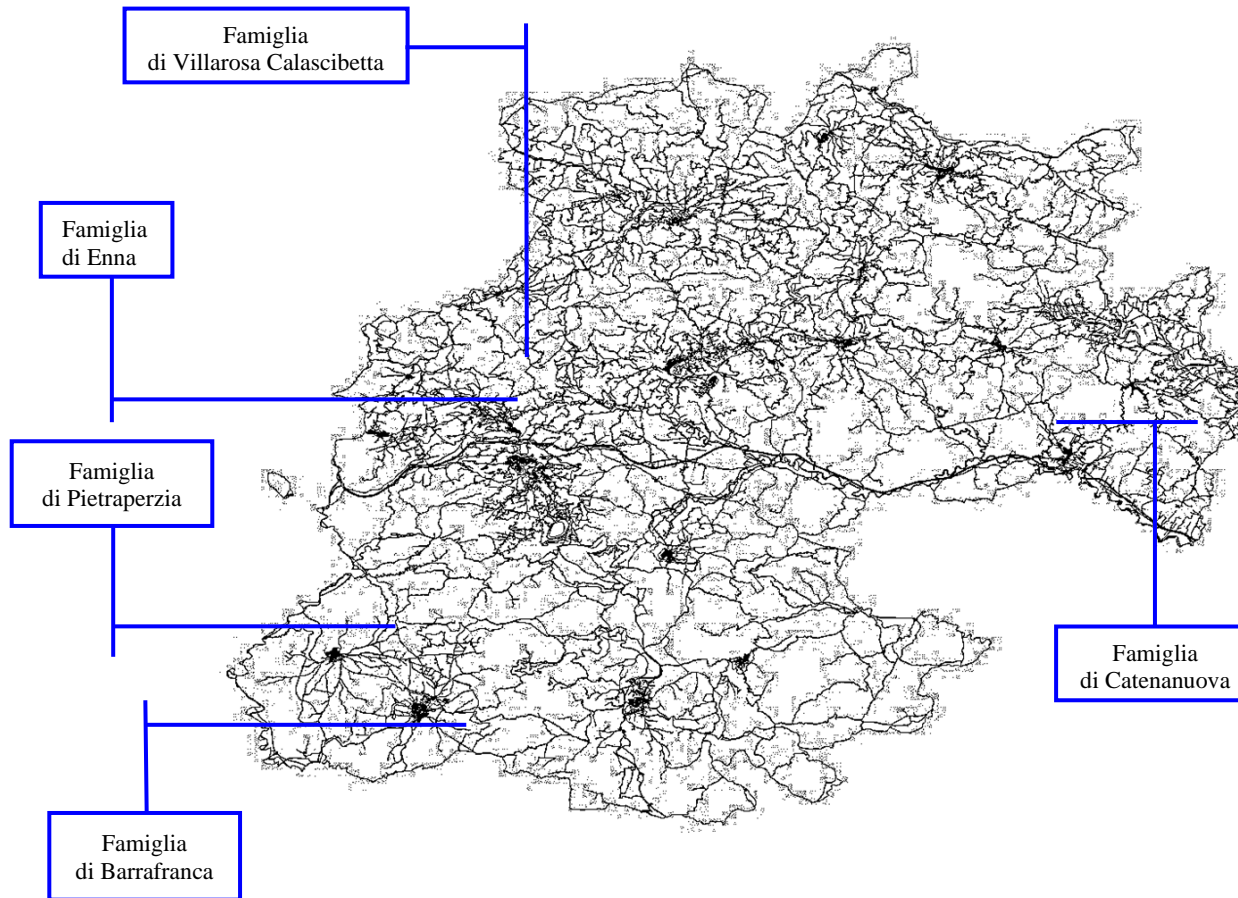 Famiglia
di Villarosa Calascibetta
Famiglia
di Enna
Famiglia
di Pietraperzia
Famiglia
di Catenanuova
Famiglia
di Barrafranca